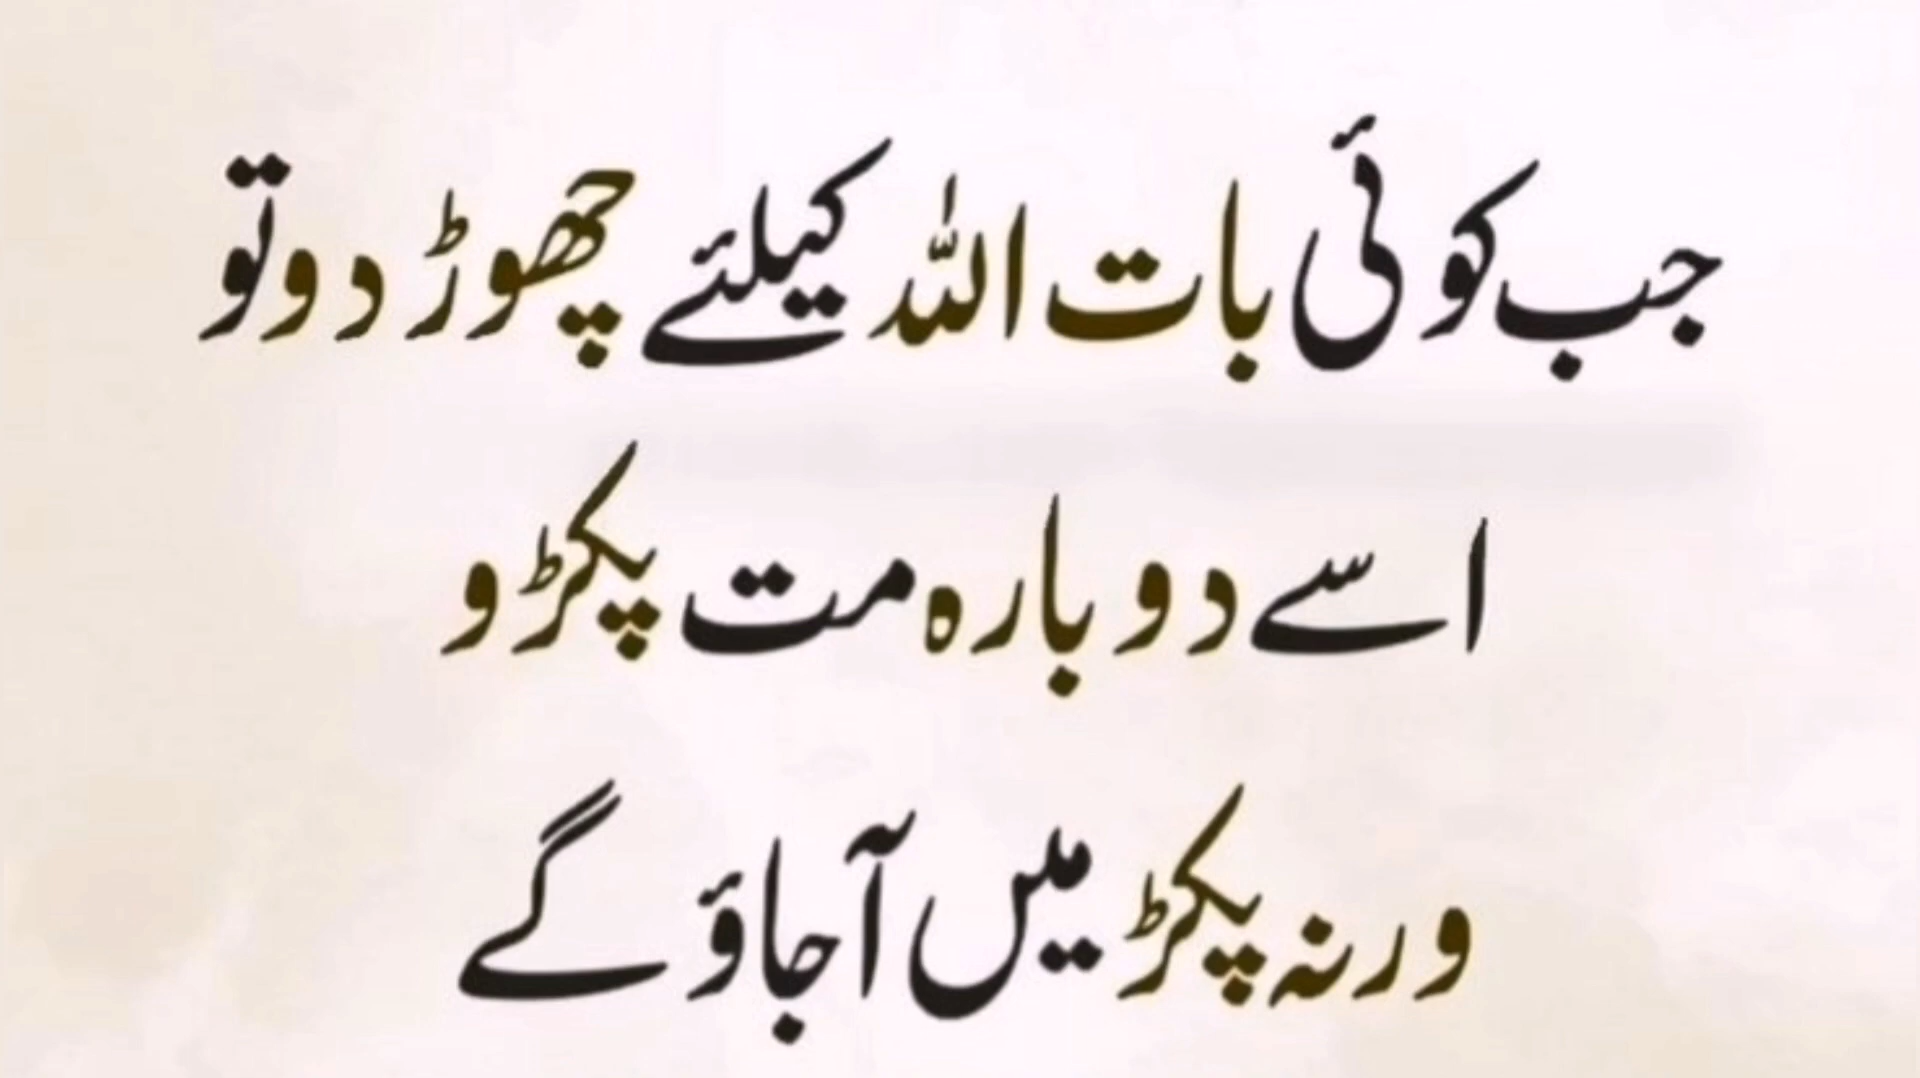 جب کوئی بات اللہ کیلئے چھوڑ دو تو
اسے دوبارہ مت پکڑو
ورنہ پکڑ میں آجاؤ گے